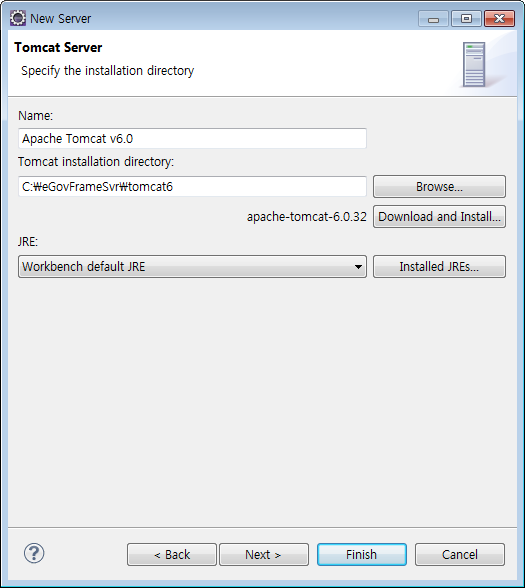 New Server
Tomcat Server
Specify the installation directory
Name:
Apache Tomcat v6.0
Tomcat installation directory:
C:₩eGovFrameSvr₩tomcat6
Browse...
apache-tomcat-6.0.32
Download and Install...
JRE:
Workbench default JRE
Installed JREs...
?
< Back
Next >
Finish
Cancel